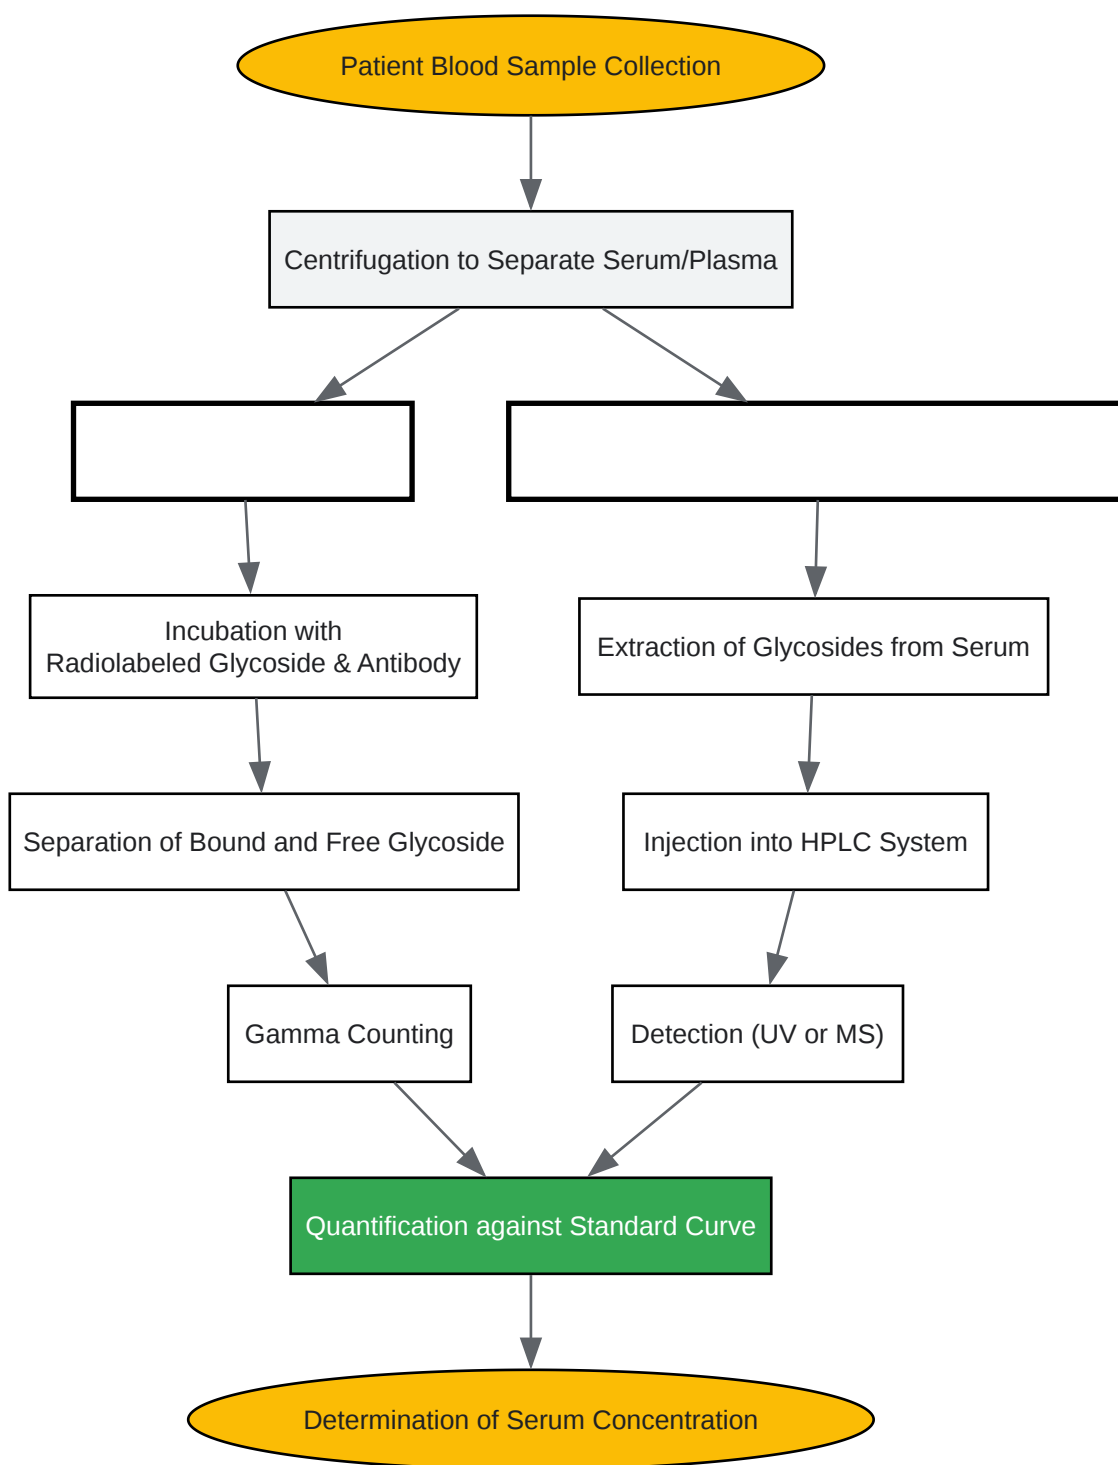 Patient Blood Sample Collection
Centrifugation to Separate Serum/Plasma
Incubation with
Radiolabeled Glycoside & Antibody
Extraction of Glycosides from Serum
Separation of Bound and Free Glycoside
Injection into HPLC System
Gamma Counting
Detection (UV or MS)
Quantification against Standard Curve
Determination of Serum Concentration